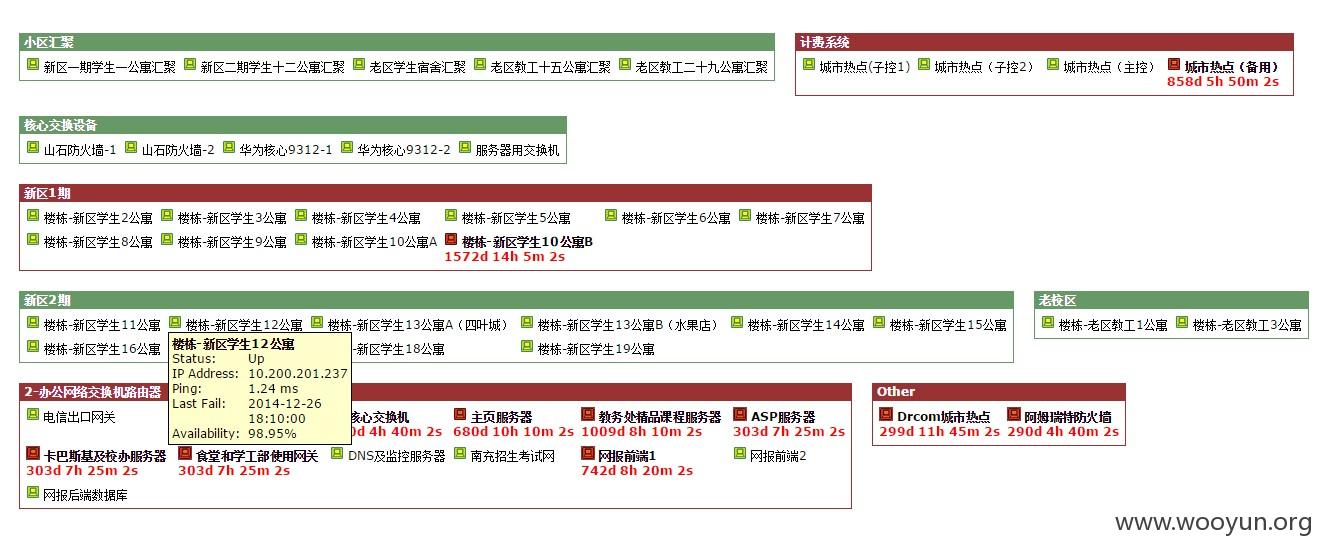 小区汇聚
新区一期学生一公寓汇聚 新区二期学生十二公寓汇聚 老区学生宿舍汇聚 老区教工十五公寓汇聚 老区教工二十九公寓汇聚
计费系统
城市热点(子控1) 城市热点（子控2） 城市热点（主控） 城市热点（备用）
858d 5h 50m 2s
核心交换设备
山石防火墙-1 山石防火墙-2 华为核心9312-1 华为核心9312-2 服务器用交换机
新区1期
楼栋-新区学生2公寓 楼栋-新区学生3公寓 楼栋-新区学生4公寓 楼栋-新区学生5公寓 楼栋-新区学生6公寓 楼栋-新区学生7公寓
楼栋-新区学生8公寓 楼栋-新区学生9公寓 楼栋-新区学生10公寓A 楼栋-新区学生10公寓B
1572d 14h 5m 2s
新区2期
楼栋-新区学生11公寓 楼栋-新区学生12公寓 楼栋-新区学生13公寓A（四叶城） 楼栋-新区学生13公寓B（水果店） 楼栋-新区学生14公寓 楼栋-新区学生15公寓
楼栋-新区学生16公寓 栋-新区学生18公寓 楼栋-新区学生19公寓
老校区
楼栋-老区教工1公寓 楼栋-老区教工3公寓
楼栋-新区学生12公寓
Status: Up
IP Address: 10.200.201.237
Ping: 1.24 ms
Last Fail: 2014-12-26
18:10:00
Availability: 98.95%
2-办公网络交换机路由器
电信出口网关 核心交换机 主页服务器 教务处精品课程服务器 ASP服务器
0d 4h 40m 2s 680d 10h 10m 2s 1009d 8h 10m 2s 303d 7h 25m 2s
卡巴斯基及校办服务器 食堂和学工部使用网关 DNS及监控服务器 南充招生考试网 网报前端1 网报前端2
303d 7h 25m 2s 303d 7h 25m 2s 742d 8h 20m 2s
网报后端数据库
Other
Drcom城市热点 阿姆瑞特防火墙
299d 11h 45m 2s 290d 4h 40m 2s
www.wooyun.org